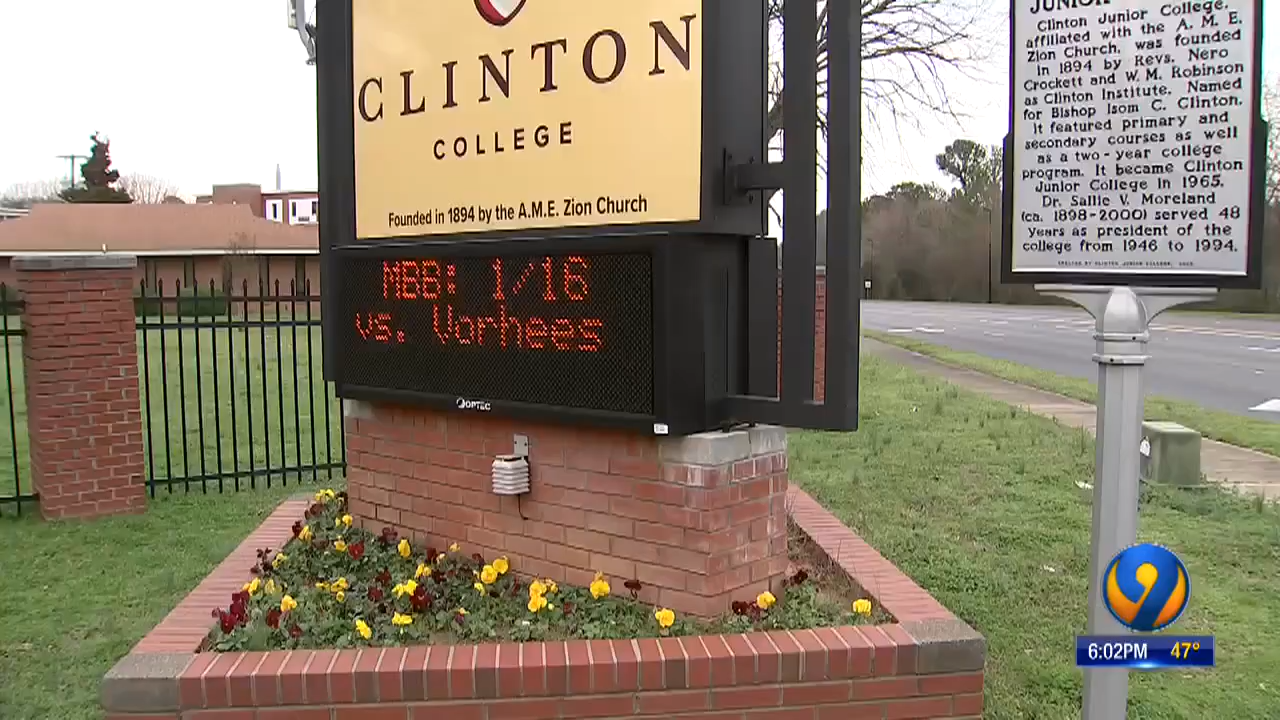 CLINTON
COLLEGE
Founded in 1894 by the A.M.E. Zion Church
MBB: 1/16
vs. Vorhees
OPTEC
JUNIOR
Clinton Junior College,
affiliated with the A. M. E.
Zion Church, was founded
in 1894 by Revs. Nero
Crockett and W. M. Robinson
as Clinton Institute. Named
for Bishop Isom C. Clinton,
it featured primary and
secondary courses as well
as a two-year college
program. It became Clinton
Junior College in 1965.
Dr. Sallie V. Moreland
(ca. 1898-2000) served 48
years as president of the
college from 1946 to 1994.
9
6:02PM 47°